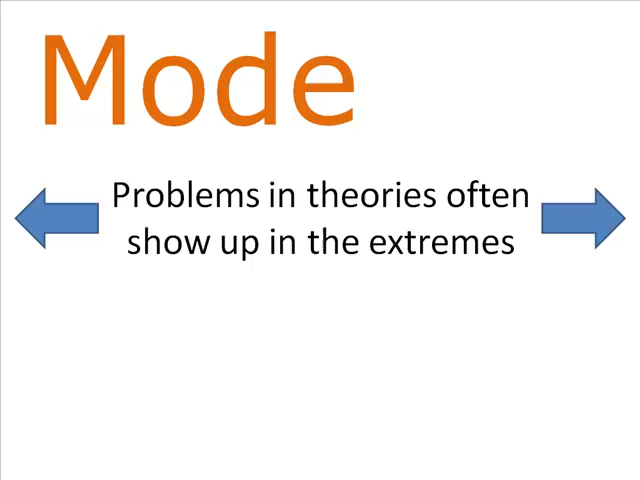 Mode
Problems in theories often
show up in the extremes